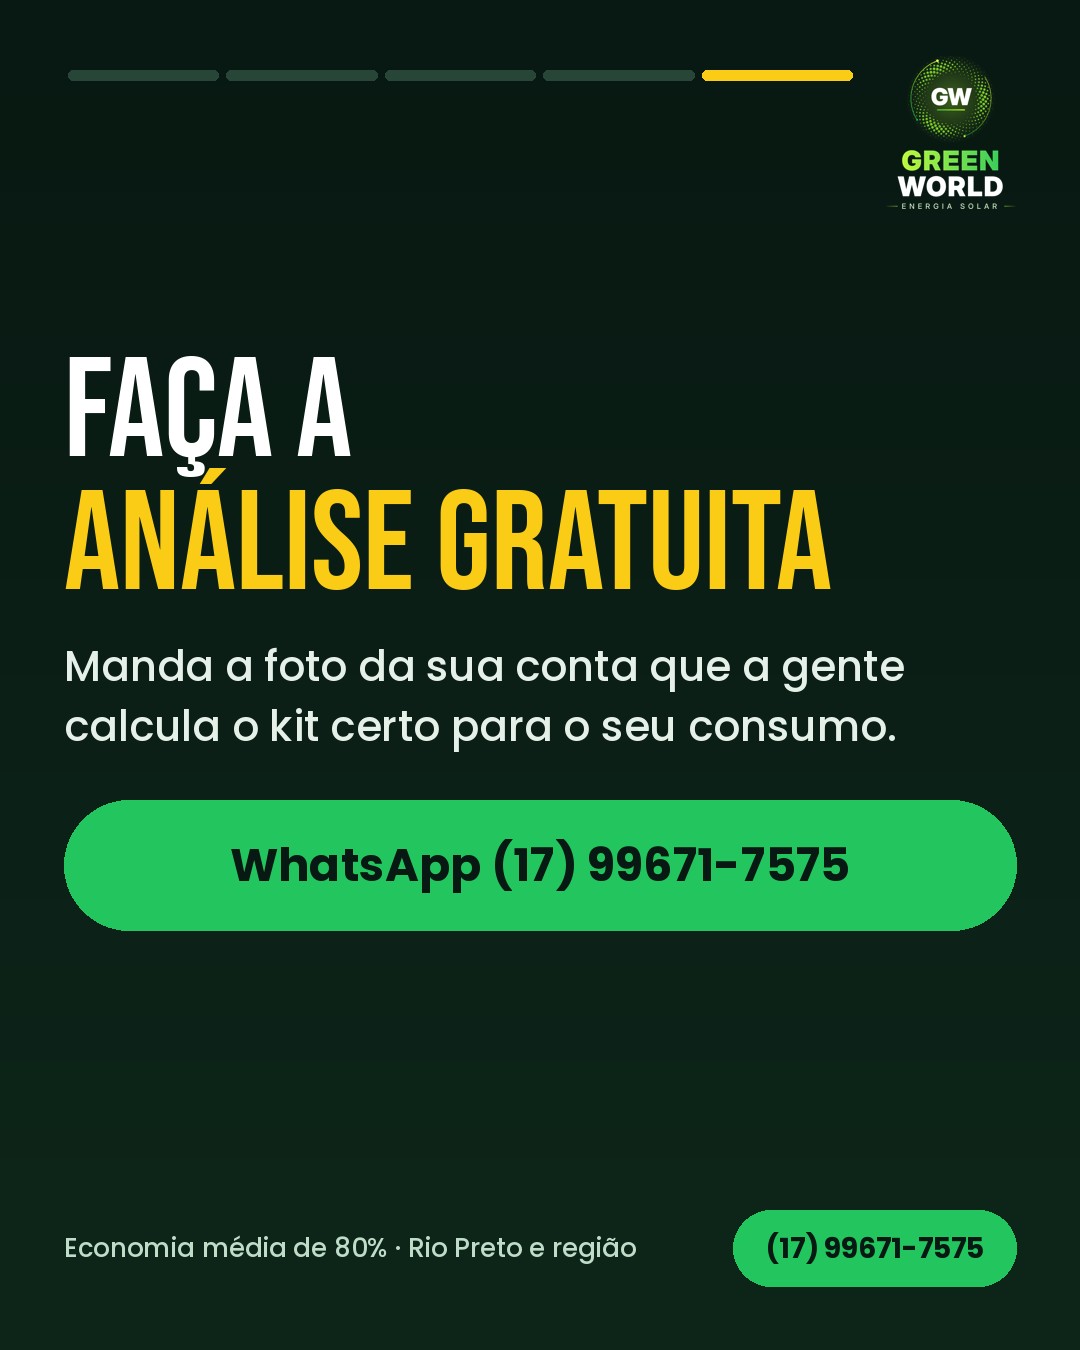 GW
GREEN
WORLD
ENERGIA SOLAR
FAÇA A
ANÁLISE GRATUITA
Manda a foto da sua conta que a gente
calcula o kit certo para o seu consumo.
WhatsApp (17) 99671-7575
Economia média de 80% · Rio Preto e região
(17) 99671-7575